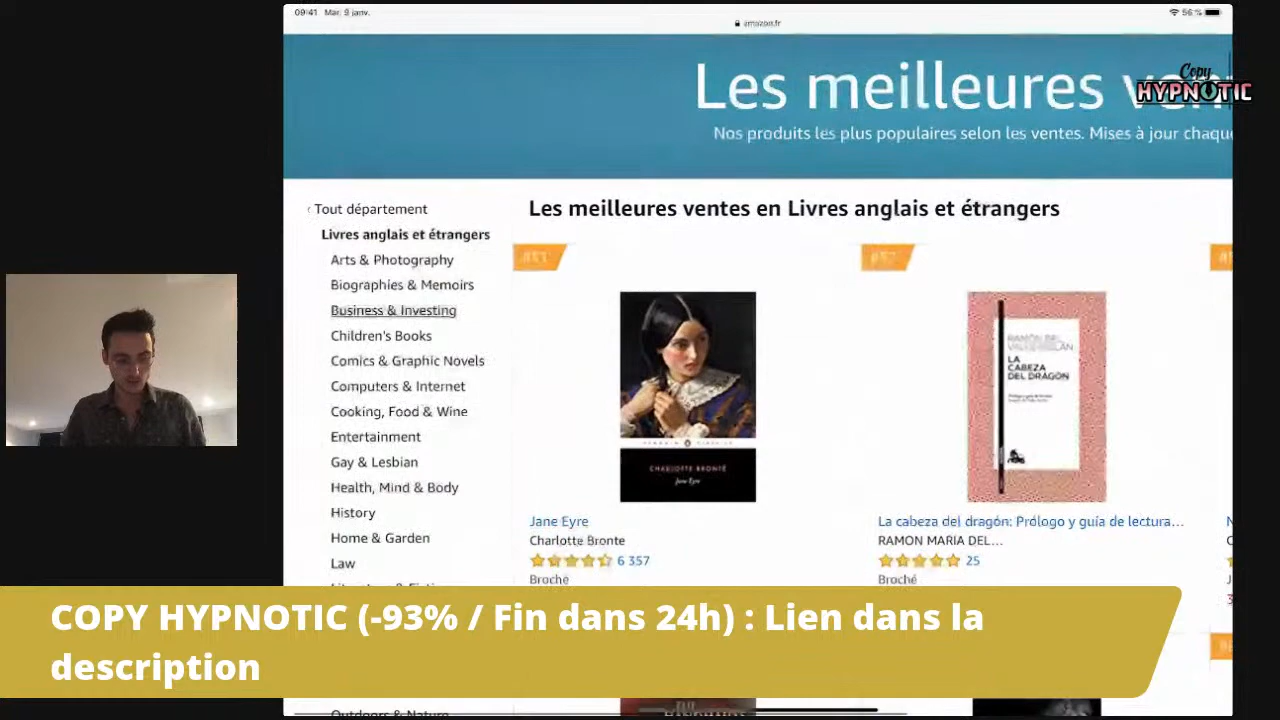 09:41 Mar. 9 janv.
amazon.fr
56 %
Les meilleures ven
Copy
HYPNOTIC
Nos produits les plus populaires selon les ventes. Mises à jour chaqu
‹ Tout département
Livres anglais et étrangers
Arts & Photography
Biographies & Memoirs
Business & Investing
Children's Books
Comics & Graphic Novels
Computers & Internet
Cooking, Food & Wine
Entertainment
Gay & Lesbian
Health, Mind & Body
History
Home & Garden
Law
Les meilleures ventes en Livres anglais et étrangers
PENGUIN CLASSICS
CHARLOTTE BRONTË
Jane Eyre
Jane Eyre
Charlotte Bronte
6 357
Broché
LA
CABEZA
DEL DRAGÓN
La cabeza del dragón: Prólogo y guía de lectura...
RAMON MARIA DEL...
25
Broché
COPY HYPNOTIC (-93% / Fin dans 24h) : Lien dans la
description
Outdoors & Nature